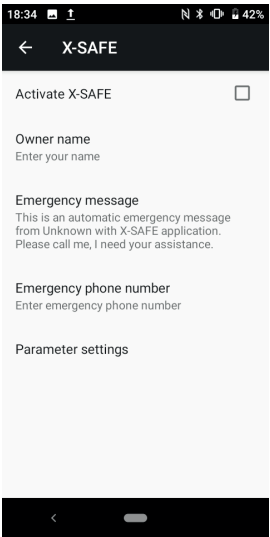 18:34 42%
X-SAFE
Activate X-SAFE
Owner name
Enter your name
Emergency message
This is an automatic emergency message
from Unknown with X-SAFE application.
Please call me, I need your assistance.
Emergency phone number
Enter emergency phone number
Parameter settings